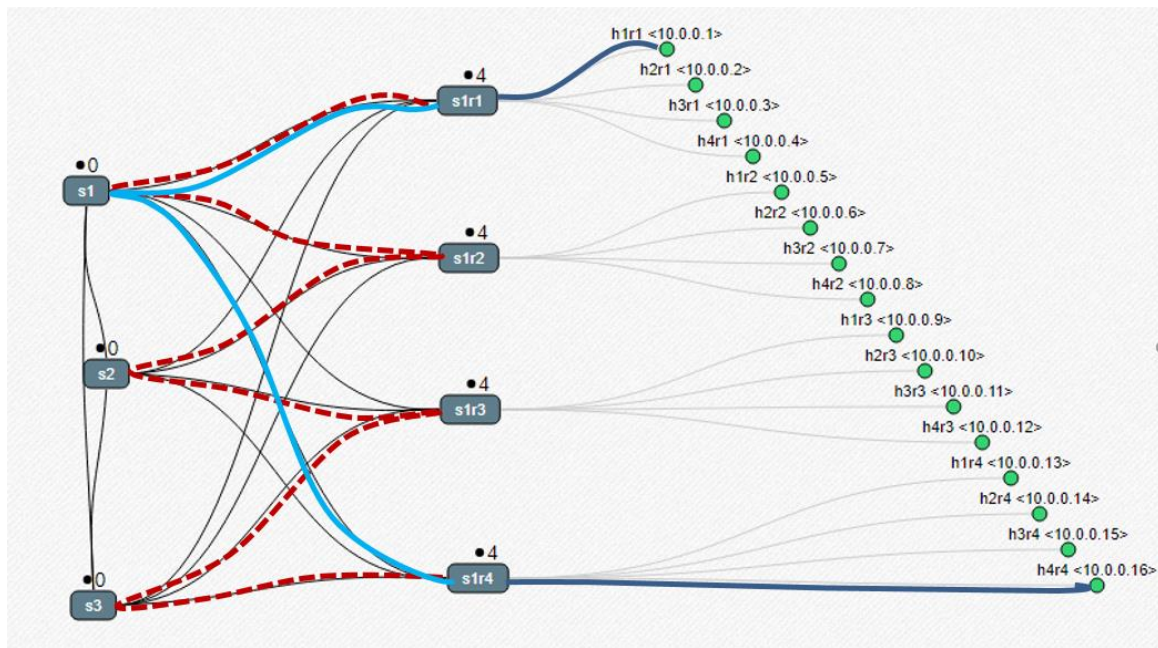 h1r1 <10.0.0.1>
h2r1 <10.0.0.2>
h3r1 <10.0.0.3>
h4r1 <10.0.0.4>
h1r2 <10.0.0.5>
h2r2 <10.0.0.6>
h3r2 <10.0.0.7>
h4r2 <10.0.0.8>
h1r3 <10.0.0.9>
h2r3 <10.0.0.10>
h3r3 <10.0.0.11>
h4r3 <10.0.0.12>
h1r4 <10.0.0.13>
h2r4 <10.0.0.14>
h3r4 <10.0.0.15>
h4r4 <10.0.0.16>
4
s1r1
4
s1r2
4
s1r3
4
s1r4
0
s1
0
s2
0
s3